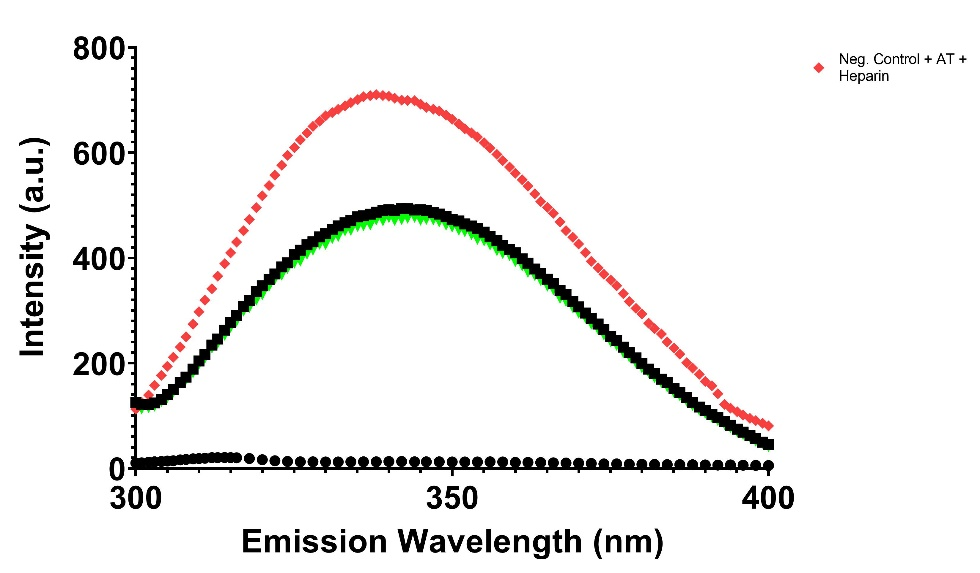 800
600
400
200
0
300
350
400
Intensity (a.u.)
Emission Wavelength (nm)
Neg. Control + AT +
Heparin